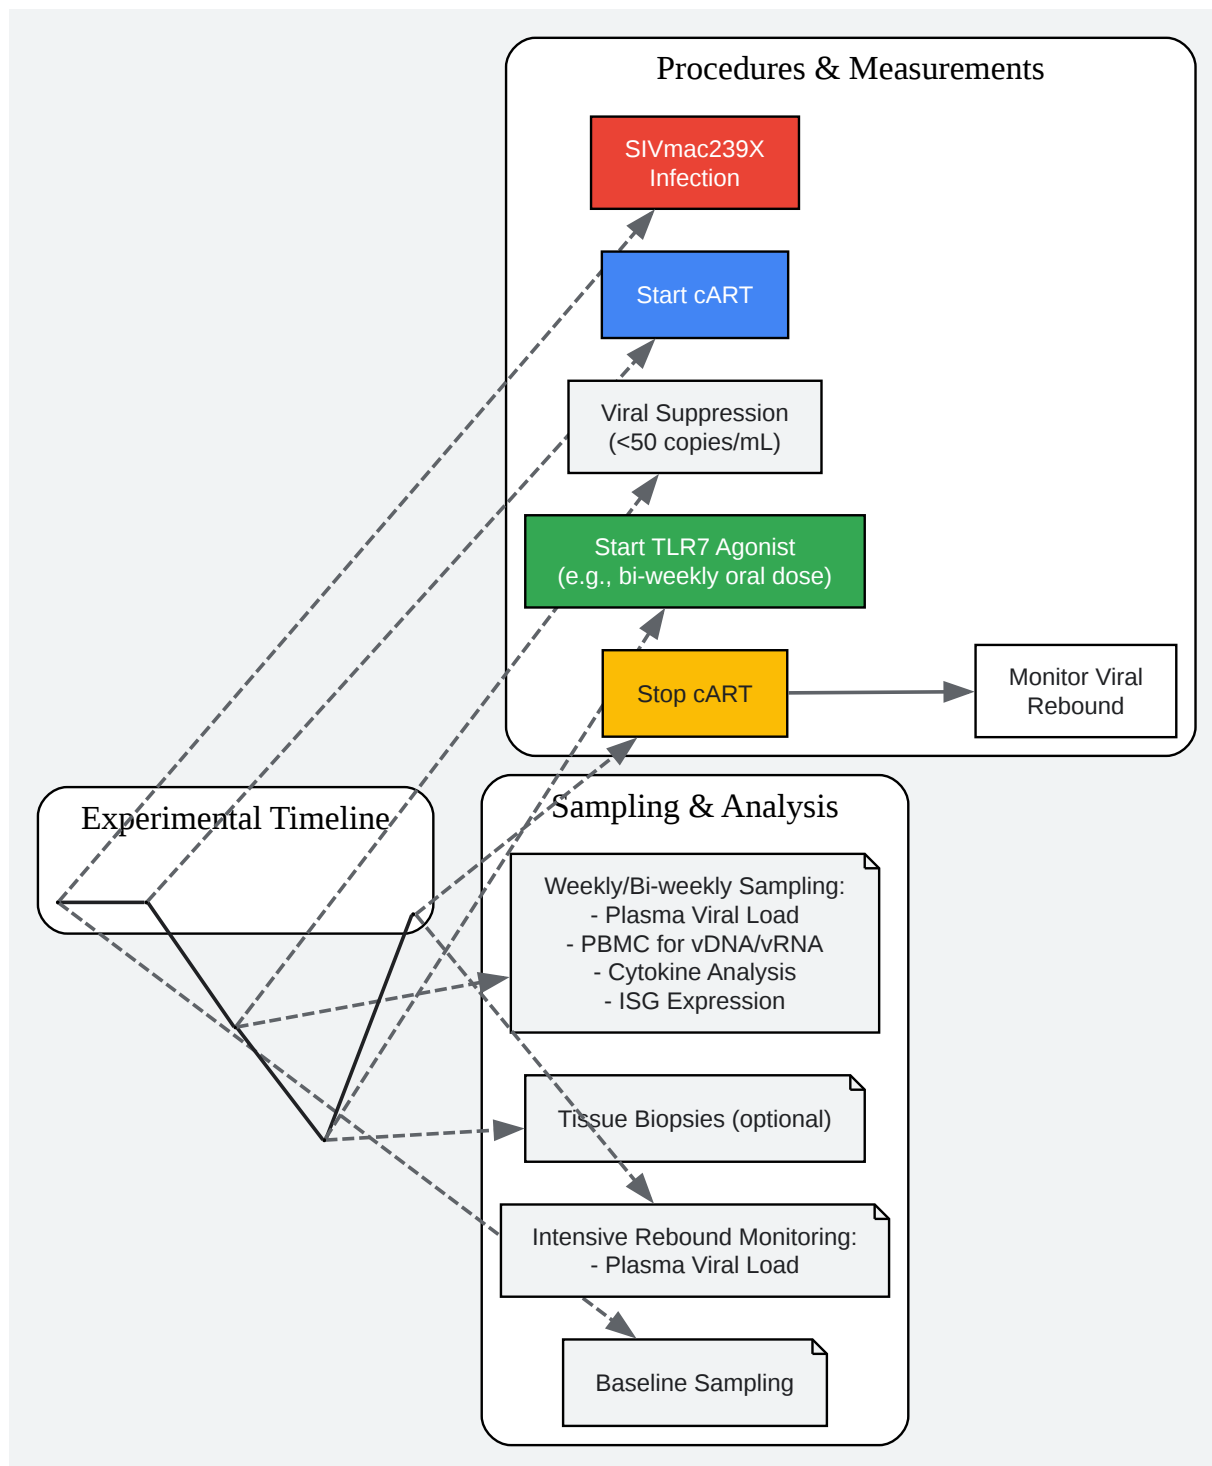 Procedures & Measurements
SIVmac239X
Infection
Start cART
Viral Suppression
(<50 copies/mL)
Start TLR7 Agonist
(e.g., bi-weekly oral dose)
Stop cART
Monitor Viral
Rebound
Experimental Timeline
Sampling & Analysis
Weekly/Bi-weekly Sampling:
- Plasma Viral Load
- PBMC for vDNA/vRNA
- Cytokine Analysis
- ISG Expression
Tissue Biopsies (optional)
Intensive Rebound Monitoring:
- Plasma Viral Load
Baseline Sampling